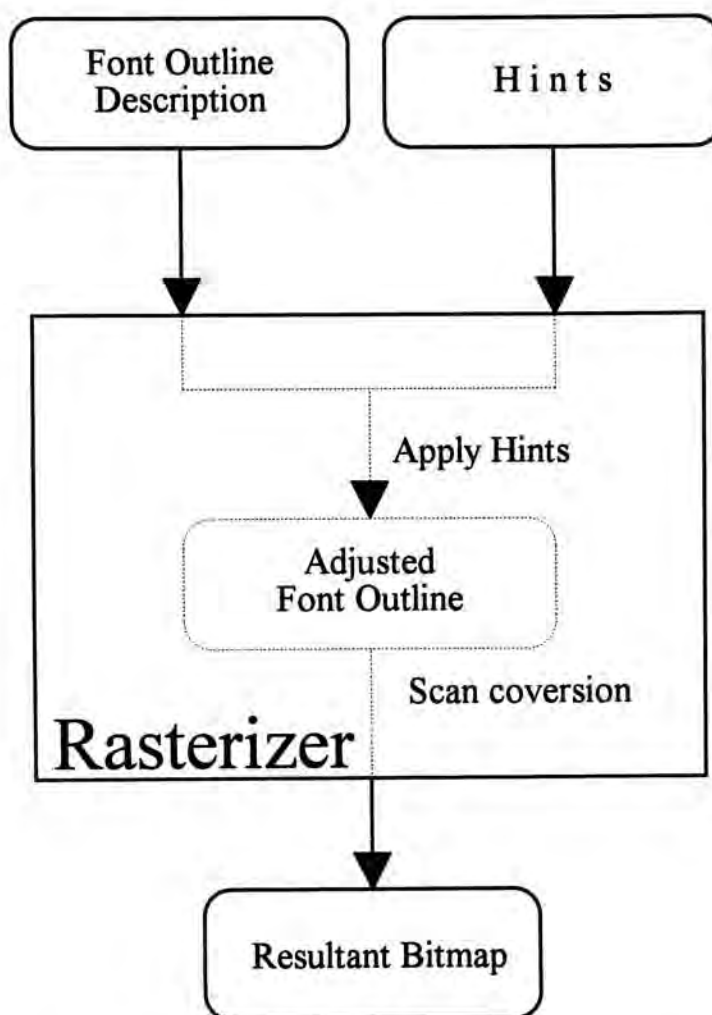 Font Outline
Description
H i n t s
Apply Hints
Adjusted
Font Outline
Scan coversion
Rasterizer
Resultant Bitmap